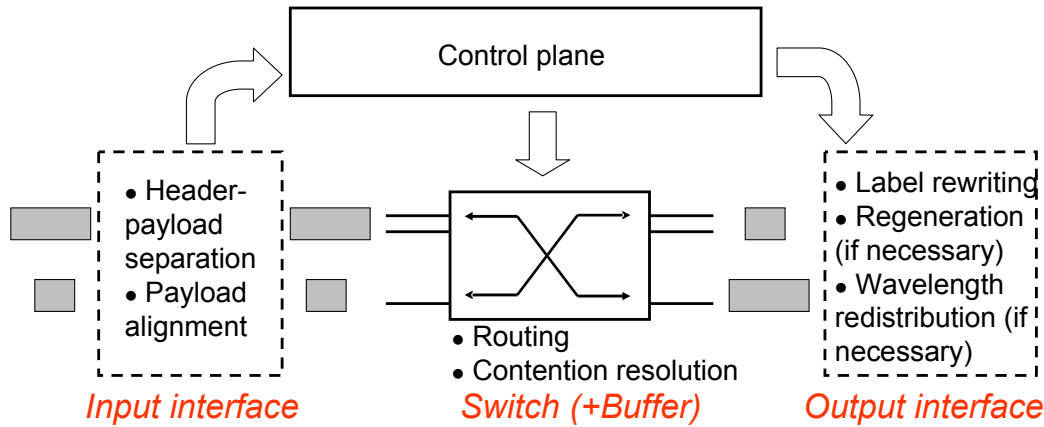 Control plane
● Header-
payload
separation
● Payload
alignment
● Routing
● Contention resolution
● Label rewriting
● Regeneration
(if necessary)
● Wavelength
redistribution (if
necessary)
Input interface
Switch (+Buffer)
Output interface